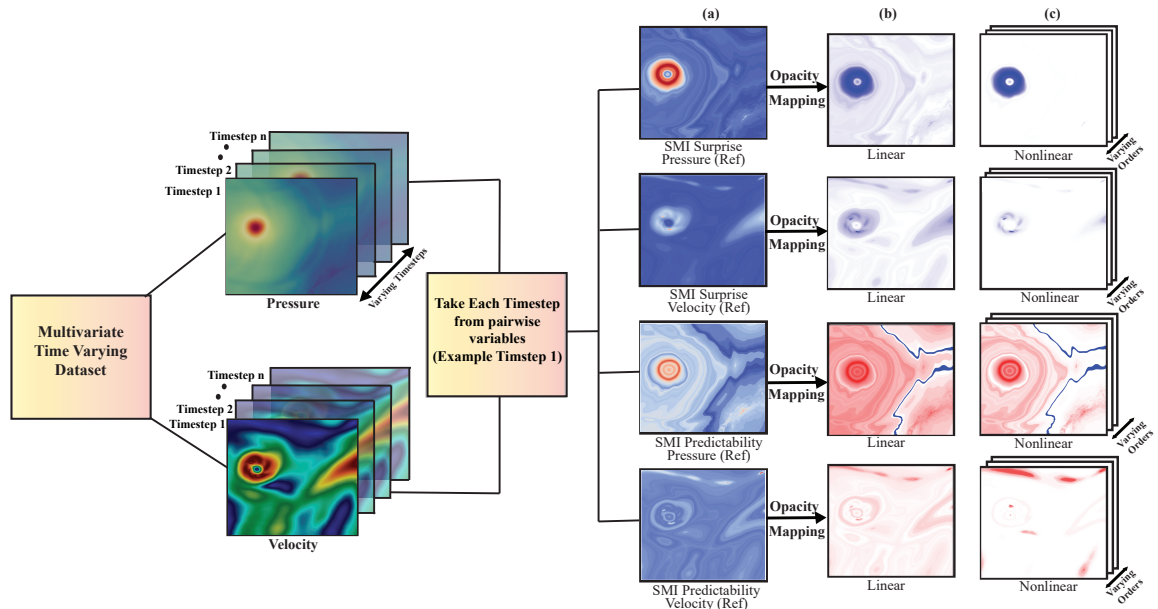 Multivariate
Time Varying
Dataset
Timestep n
Timestep 2
Timestep 1
Pressure
Varying Timesteps
Timestep n
Timestep 2
Timestep 1
Velocity
Take Each Timestep
from pairwise
variables
(Example Timstep 1)
(a)
(b)
(c)
Opacity
Mapping
SMI Surprise
Pressure (Ref)
Linear
Nonlinear
Varying
Orders
Opacity
Mapping
SMI Surprise
Velocity (Ref)
Linear
Nonlinear
Varying
Orders
Opacity
Mapping
SMI Predictability
Pressure (Ref)
Linear
Nonlinear
Varying
Orders
Opacity
Mapping
SMI Predictability
Velocity (Ref)
Linear
Nonlinear
Varying
Orders